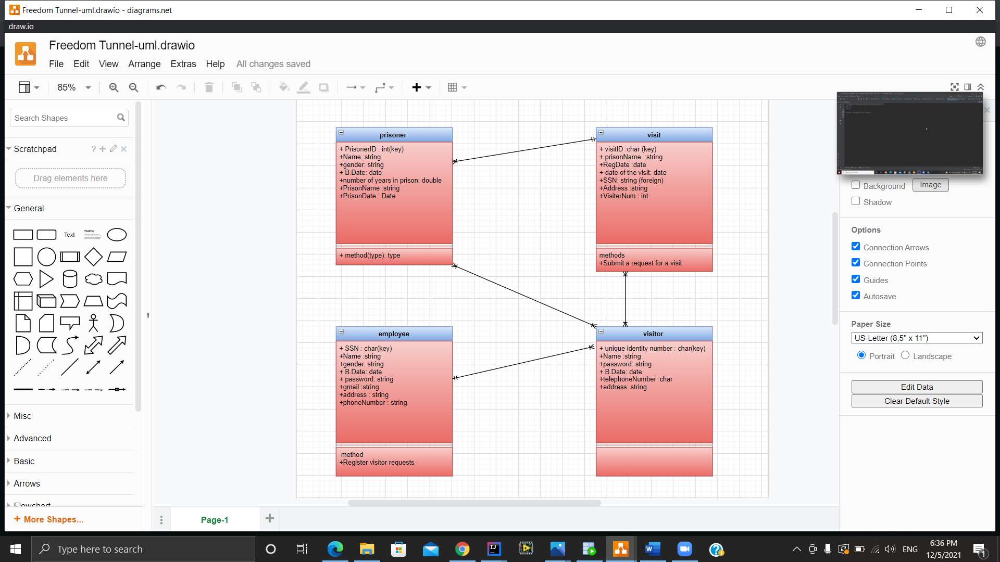 Freedom Tunnel-uml.drawio - diagrams.net
draw.io
Freedom Tunnel-uml.drawio
File Edit View Arrange Extras Help All changes saved
85%
Search Shapes
Scratchpad
?
Drag elements here
General
Text
Heading
Misc
Advanced
Basic
Arrows
Flowchart
+ More Shapes...
prisoner
+ PrisonerID : int(key)
+Name :string
+gender: string
+ B.Date: date
+number of years in prison: double
+PrisonName :string
+PrisonDate : Date
+ method(type): type
visit
+ visitID :char (key)
+ prisonName :string
+RegDate :date
+ date of the visit: date
+SSN: string (foreign)
+Address :string
+VisiterNum : int
methods
+Submit a request for a visit
employee
+ SSN : char(key)
+Name :string
+gender: string
+ B.Date: date
+ password: string
+gmail :string
+address : string
+phoneNumber : string
method
+Register visitor requests
visitor
+ unique identity number : char(key)
+Name :string
+password: string
+ B.Date: date
+telephoneNumber: char
+address: string
Background
Image
Shadow
Options
Connection Arrows
Connection Points
Guides
Autosave
Paper Size
US-Letter (8,5" x 11")
Portrait Landscape
Edit Data
Clear Default Style
Page-1
Type here to search
IJ
W
ENG
6:36 PM
12/5/2021
1